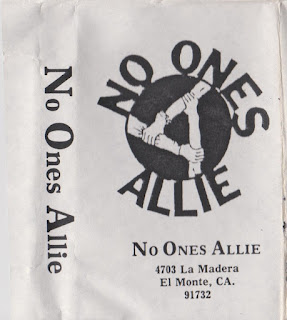 No Ones Allie
NO ONES
ALLIE
No Ones Allie
4703 La Madera
El Monte, CA.
91732